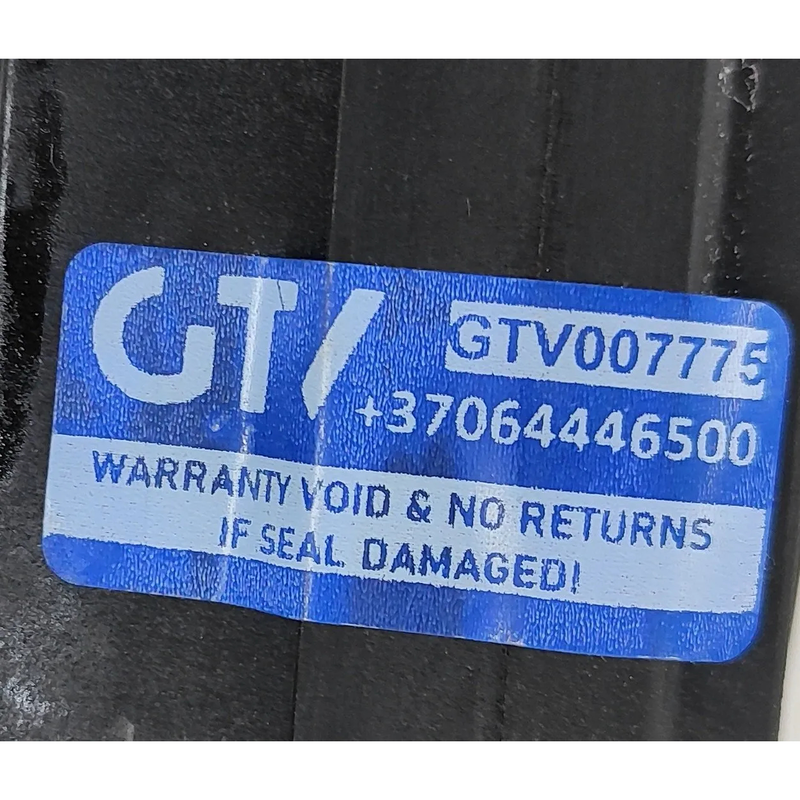 GTV
GTV007775
+37064446500
WARRANTY VOID & NO RETURNS
IF SEAL DAMAGED!